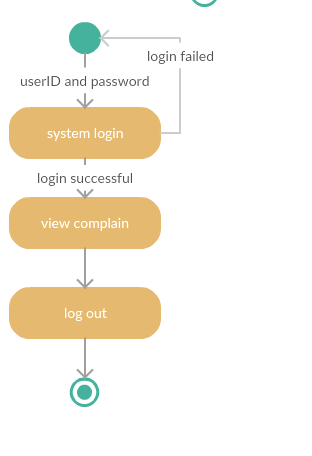 login failed
userID and password
system login
login successful
view complain
log out